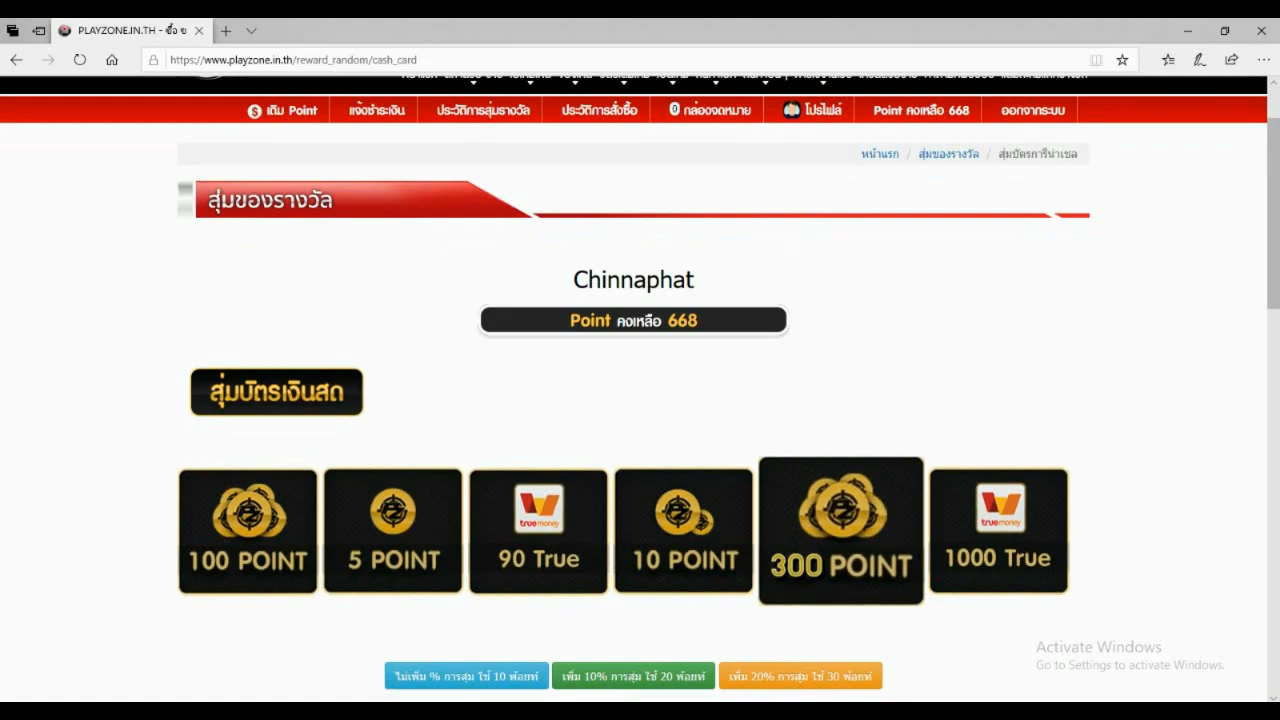 PLAYZONE.IN.TH - ซื้อ ข
https://www.playzone.in.th/reward_random/cash_card
$ เติม Point
แจ้งชำระเงิน
ประวัติการสุ่มรางวัล
ประวัติการสั่งซื้อ
0 กล่องจดหมาย
โปรไฟล์
Point คงเหลือ 668
ออกจากระบบ
หน้าแรก / สุ่มของรางวัล / สุ่มบัตรการีน่าเชล
สุ่มของรางวัล
Chinnaphat
Point คงเหลือ 668
สุ่มบัตรเงินสด
100 POINT
5 POINT
truemoney
90 True
10 POINT
300 POINT
truemoney
1000 True
Activate Windows
Go to Settings to activate Windows.
ไม่เพิ่ม % การสุ่ม ใช้ 10 พ้อยท์
เพิ่ม 10% การสุ่ม ใช้ 20 พ้อยท์
เพิ่ม 20% การสุ่ม ใช้ 30 พ้อยท์